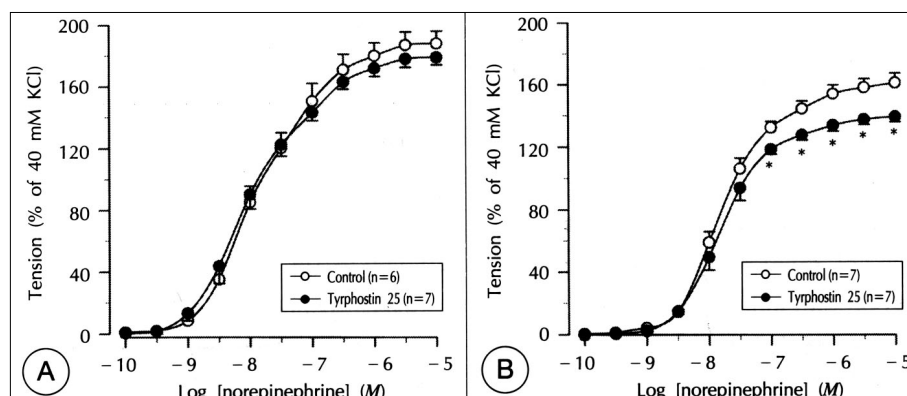 Tension (% of 40 mM KCl)
200
160
120
80
40
0
Control (n=6)
Tyrphostin 25 (n=7)
−10 −9 −8 −7 −6 −5
Log [norepinephrine] (M)
A
Tension (% of 40 mM KCl)
200
160
120
80
40
0
* * * * *
Control (n=7)
Tyrphostin 25 (n=7)
−10 −9 −8 −7 −6 −5
Log [norepinephrine] (M)
B